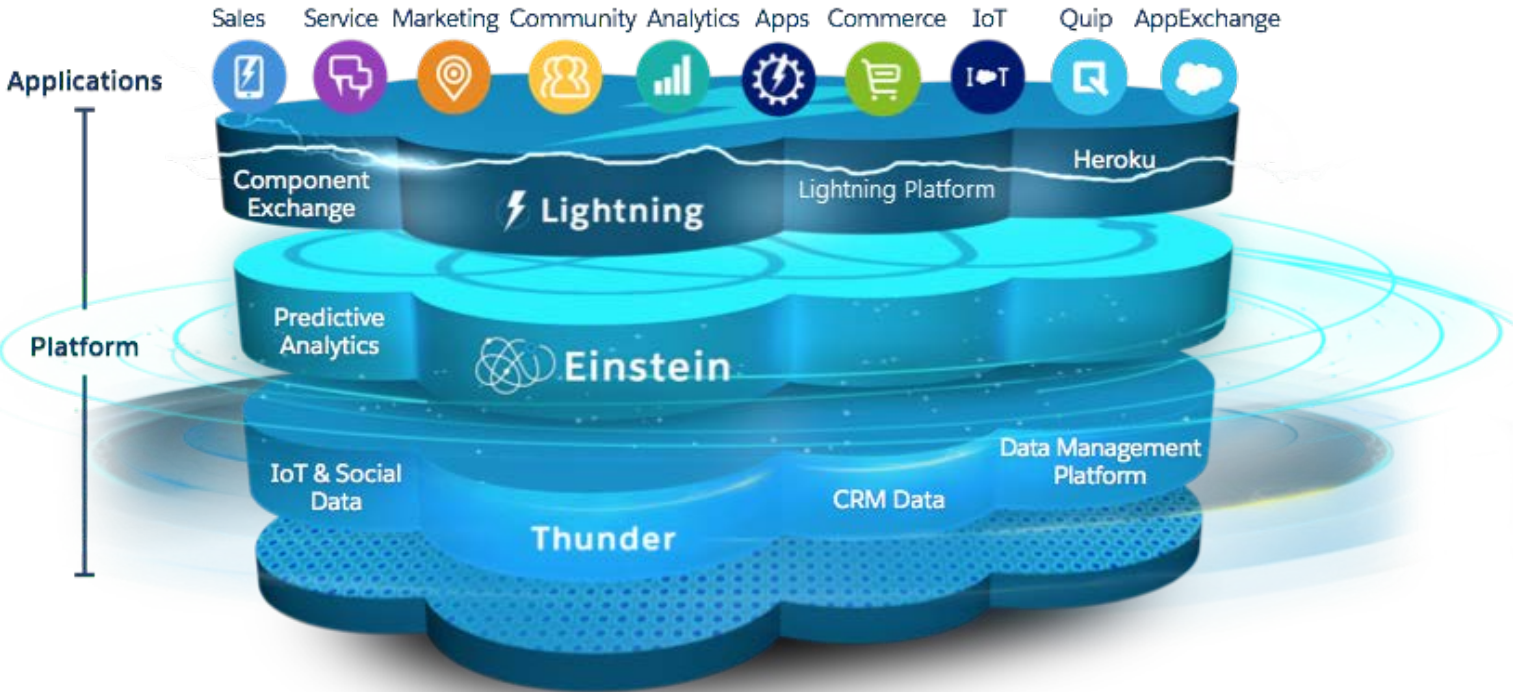 Sales Service Marketing Community Analytics Apps Commerce IoT Quip AppExchange
Applications
I T
Component
Exchange
Lightning
Lightning Platform
Heroku
Platform
Predictive
Analytics
Einstein
IoT & Social
Data
Thunder
CRM Data
Data Management
Platform